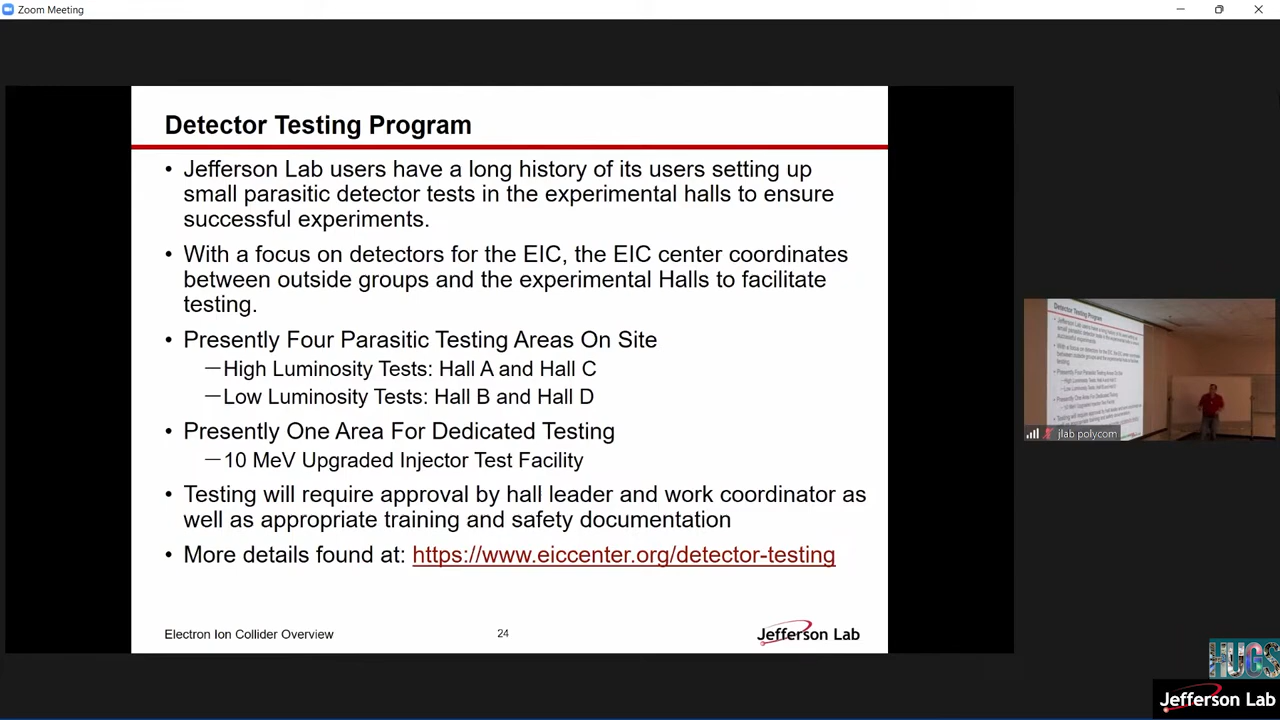 Zoom Meeting
Detector Testing Program
• Jefferson Lab users have a long history of its users setting up
small parasitic detector tests in the experimental halls to ensure
successful experiments.
• With a focus on detectors for the EIC, the EIC center coordinates
between outside groups and the experimental Halls to facilitate
testing.
• Presently Four Parasitic Testing Areas On Site
—High Luminosity Tests: Hall A and Hall C
—Low Luminosity Tests: Hall B and Hall D
• Presently One Area For Dedicated Testing
—10 MeV Upgraded Injector Test Facility
• Testing will require approval by hall leader and work coordinator as
well as appropriate training and safety documentation
• More details found at: https://www.eiccenter.org/detector-testing
Electron Ion Collider Overview
24
Jefferson Lab
Detector Testing Program
jlab polycom
HUGS
Jefferson Lab